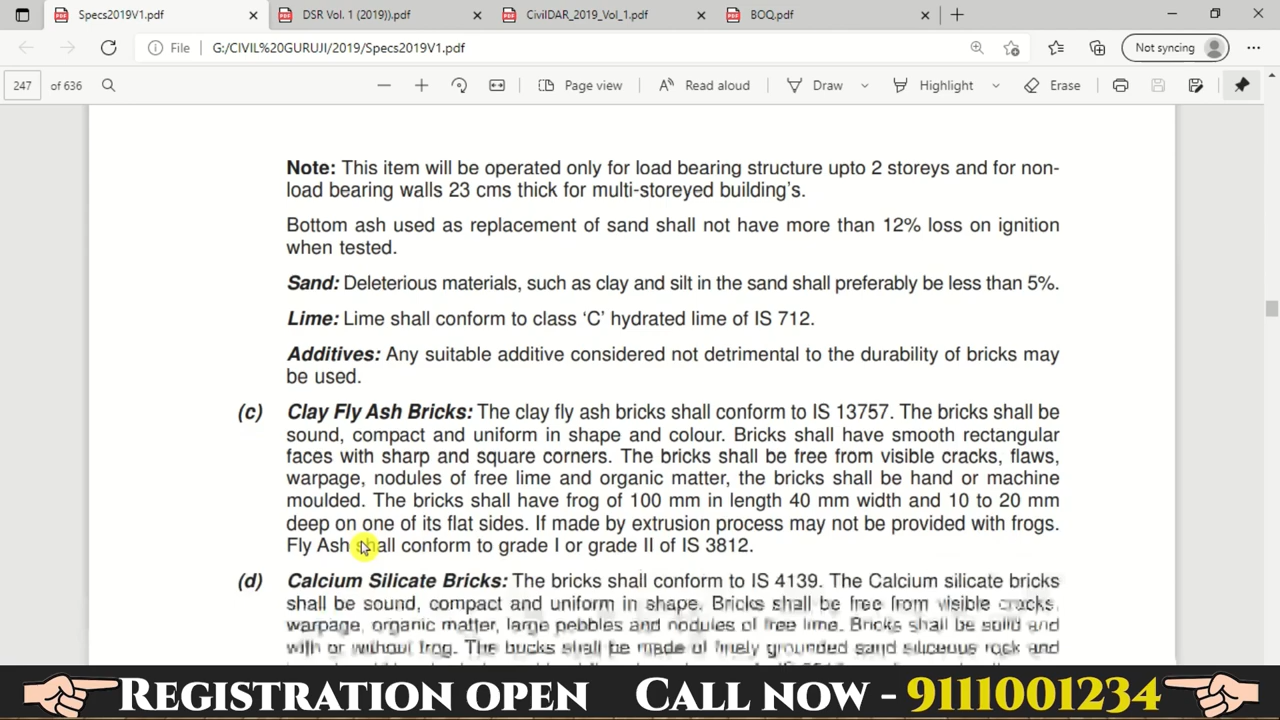 Specs2019V1.pdf
DSR Vol. 1 (2019)).pdf
CivilDAR_2019_Vol_1.pdf
BOQ.pdf
File G:/CIVIL%20GURUJI/2019/Specs2019V1.pdf
Not syncing
247 of 636
Page view
Read aloud
Draw
Highlight
Erase
Note: This item will be operated only for load bearing structure upto 2 storeys and for non-
load bearing walls 23 cms thick for multi-storeyed building's.
Bottom ash used as replacement of sand shall not have more than 12% loss on ignition
when tested.
Sand: Deleterious materials, such as clay and silt in the sand shall preferably be less than 5%.
Lime: Lime shall conform to class ‘C’ hydrated lime of IS 712.
Additives: Any suitable additive considered not detrimental to the durability of bricks may
be used.
(c) Clay Fly Ash Bricks: The clay fly ash bricks shall conform to IS 13757. The bricks shall be
sound, compact and uniform in shape and colour. Bricks shall have smooth rectangular
faces with sharp and square corners. The bricks shall be free from visible cracks, flaws,
warpage, nodules of free lime and organic matter, the bricks shall be hand or machine
moulded. The bricks shall have frog of 100 mm in length 40 mm width and 10 to 20 mm
deep on one of its flat sides. If made by extrusion process may not be provided with frogs.
Fly Ash shall conform to grade I or grade II of IS 3812.
(d) Calcium Silicate Bricks: The bricks shall conform to IS 4139. The Calcium silicate bricks
shall be sound, compact and uniform in shape. Bricks shall be free from visible cracks,
warpage, organic matter, large pebbles and nodules of free lime. Bricks shall be solid and
with or without frog. The bricks shall be made of finely grounded sand siliceous rock and
REGISTRATION OPEN CALL NOW - 9111001234